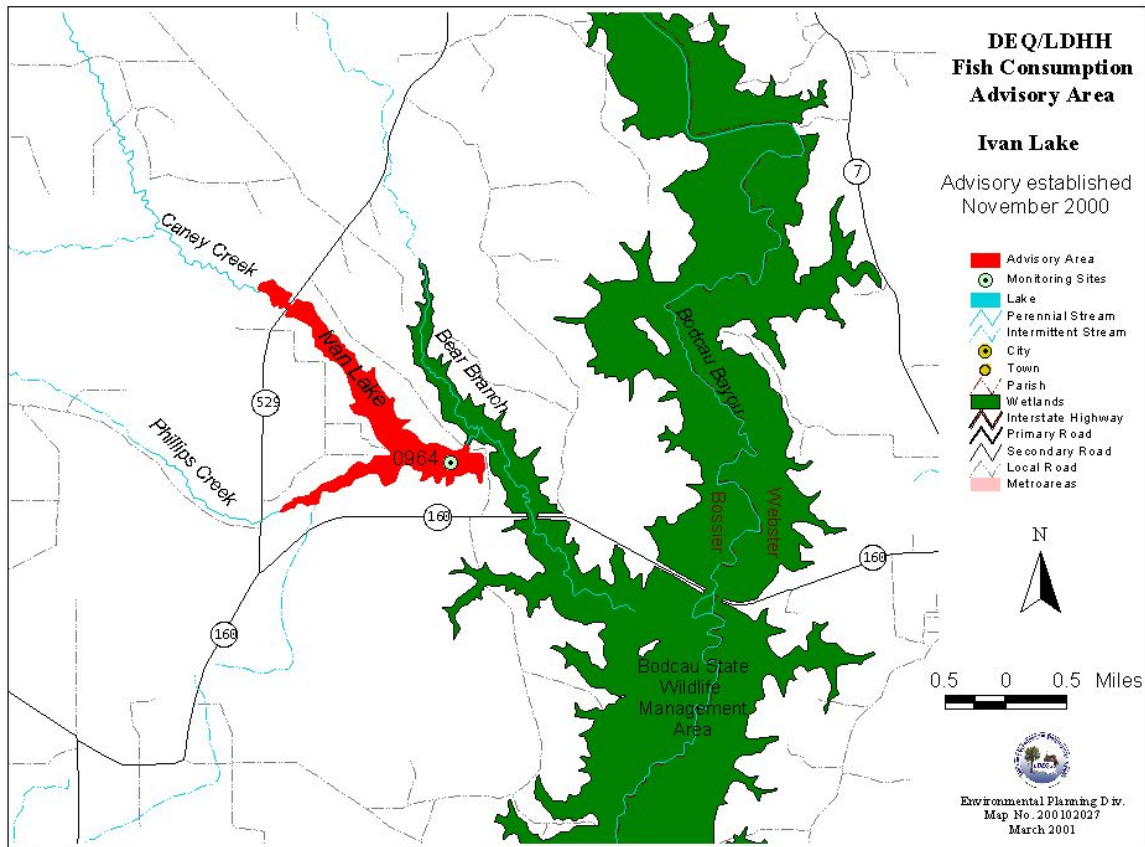 DEQ/LDHH
Fish Consumption
Advisory Area
Ivan Lake
Advisory established
November 2000
Advisory Area
Monitoring Sites
Lake
Perennial Stream
Intermittent Stream
City
Town
Parish
Wetlands
Interstate Highway
Primary Road
Secondary Road
Local Road
Metroareas
N
0.5 0 0.5 Miles
Environmental Planning Div.
Map No. 200102027
March 2001
7
Caney Creek
Ivan Lake
Bear Branch
Bodcau Bayou
529
Phillips Creek
0964
160
Bossier
Webster
160
160
Bodcau State
Wildlife
Management
Area